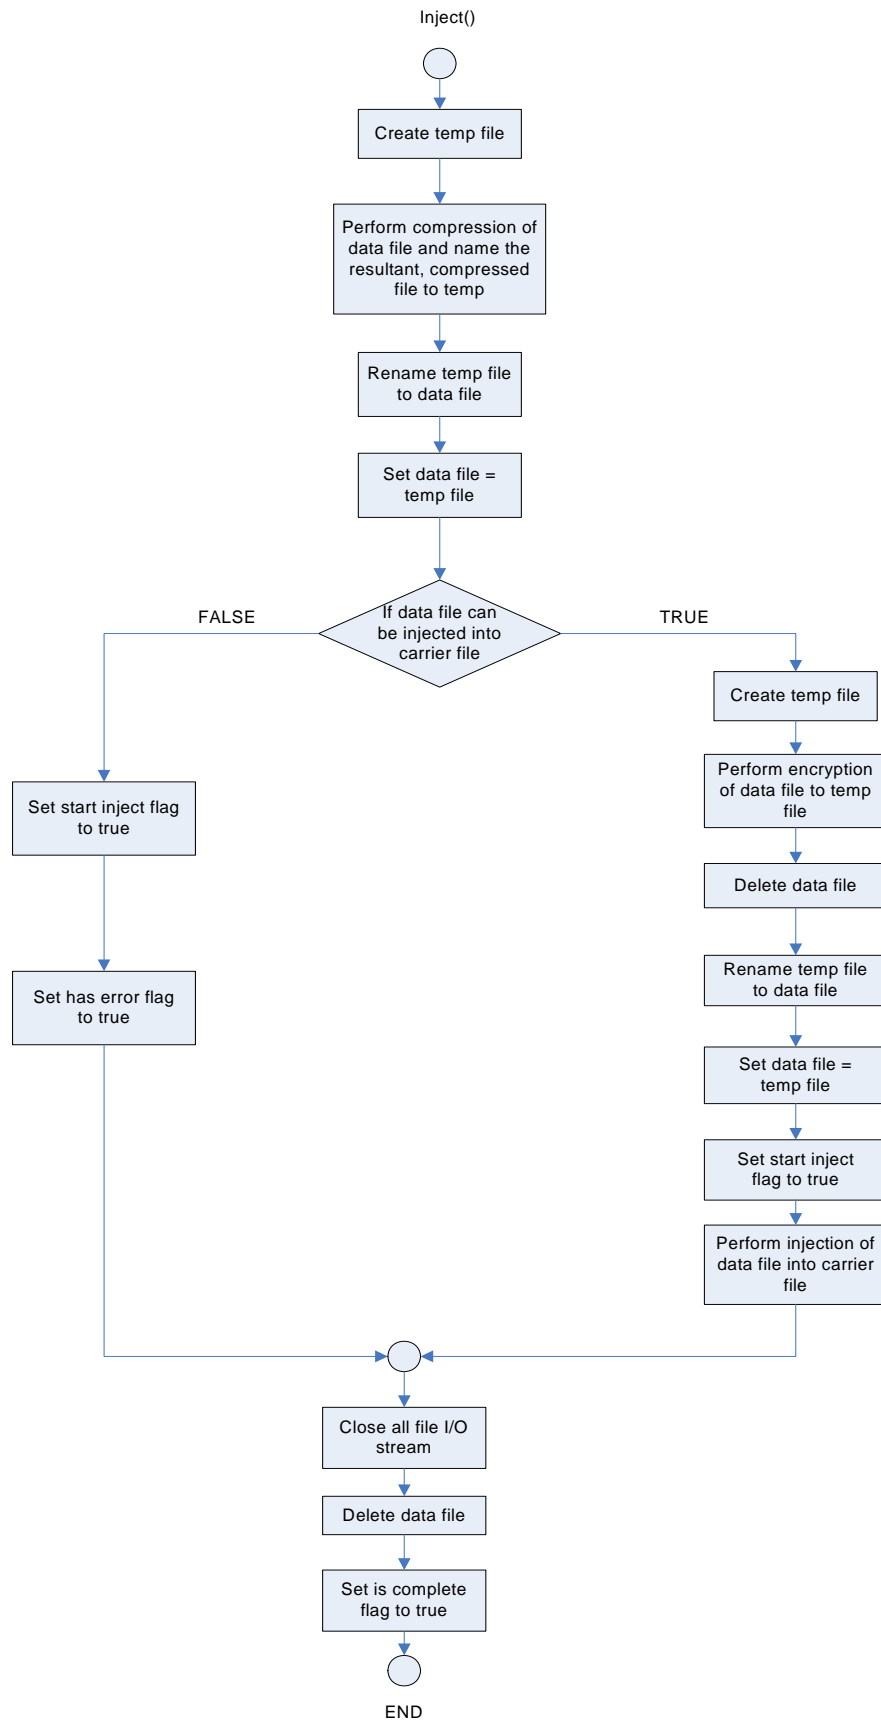 Inject()
Create temp file
Perform compression of
data file and name the
resultant, compressed
file to temp
Rename temp file
to data file
Set data file =
temp file
If data file can
be injected into
carrier file
FALSE
TRUE
Set start inject flag
to true
Set has error flag
to true
Create temp file
Perform encryption
of data file to temp
file
Delete data file
Rename temp file
to data file
Set data file =
temp file
Set start inject
flag to true
Perform injection of
data file into carrier
file
Close all file I/O
stream
Delete data file
Set is complete
flag to true
END